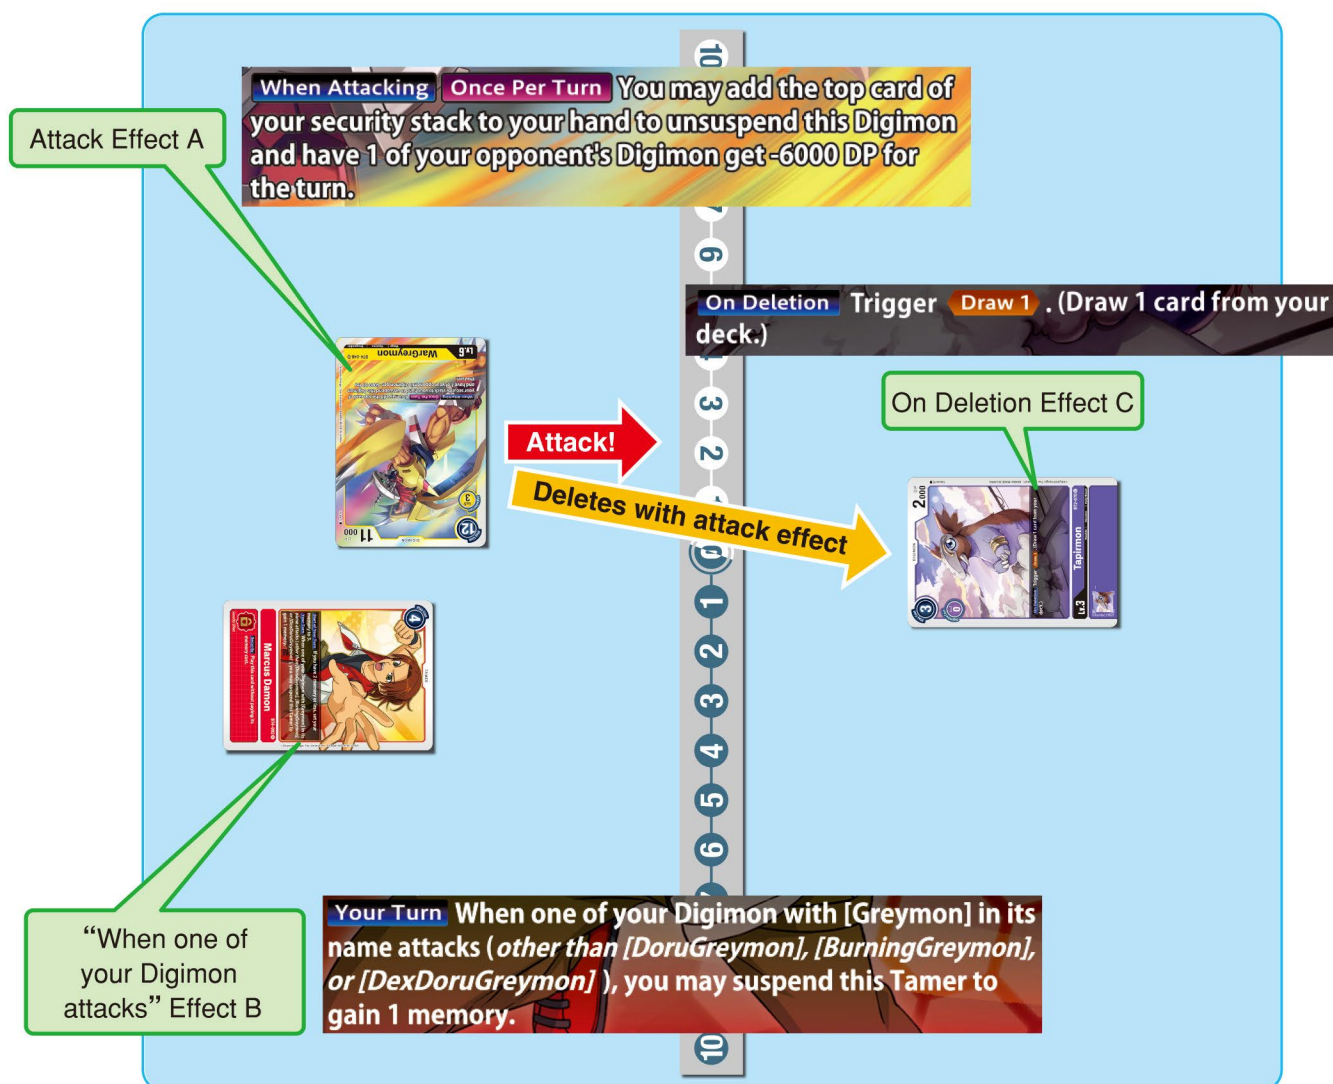 10
When Attacking Once Per Turn You may add the top card of
your security stack to your hand to unsuspend this Digimon
and have 1 of your opponent's Digimon get -6000 DP for
the turn.
Attack Effect A
6
On Deletion Trigger Draw 1 . (Draw 1 card from your
deck.)
3
On Deletion Effect C
WarGreymon
Lv.6
12
11000
Attack!
2
Deletes with attack effect
0
2000
Tapirmon
Lv.3
3
0
1
2
3
4
5
6
4
Marcus Damon
"When one of
your Digimon
attacks" Effect B
Your Turn When one of your Digimon with [Greymon] in its
name attacks (other than [DoruGreymon], [BurningGreymon],
or [DexDoruGreymon] ), you may suspend this Tamer to
gain 1 memory.
10